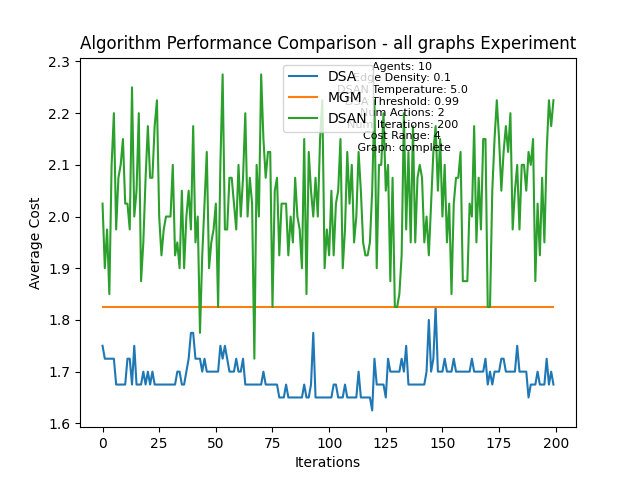 Algorithm Performance Comparison - all graphs Experiment
DSA
MGM
DSAN
Agents: 10
Edge Density: 0.1
DSAN Temperature: 5.0
Threshold: 0.99
Num Actions: 2
Num Iterations: 200
Cost Range: 4
Graph: complete
2.3
2.2
2.1
2.0
1.9
1.8
1.7
1.6
Average Cost
0 25 50 75 100 125 150 175 200
Iterations